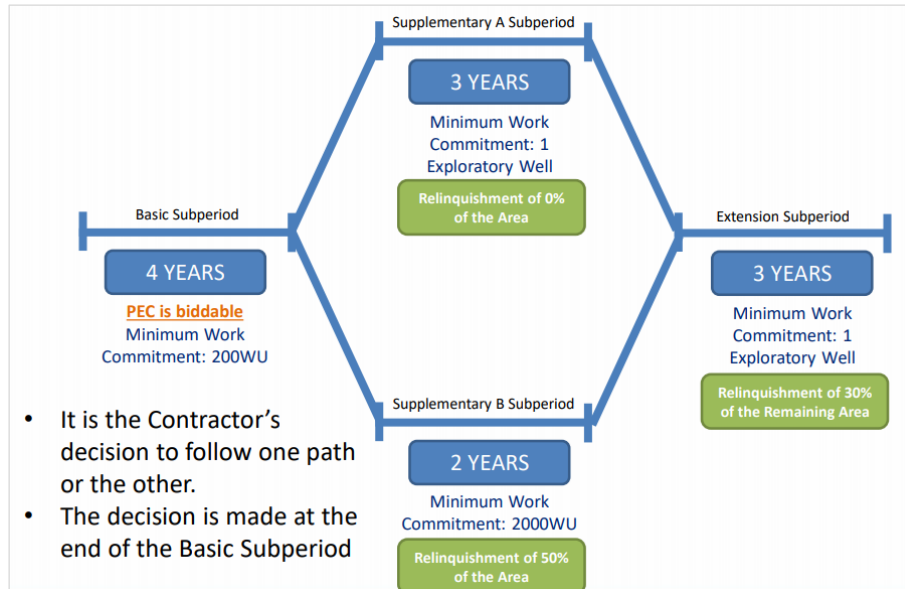 Supplementary A Subperiod
3 YEARS
Minimum Work
Commitment: 1
Exploratory Well
Relinquishment of 0%
of the Area
Basic Subperiod
4 YEARS
PEC is biddable
Minimum Work
Commitment: 200WU
Extension Subperiod
3 YEARS
Minimum Work
Commitment: 1
Exploratory Well
Relinquishment of 30%
of the Remaining Area
Supplementary B Subperiod
2 YEARS
Minimum Work
Commitment: 2000WU
Relinquishment of 50%
of the Area
• It is the Contractor's
decision to follow one path
or the other.
• The decision is made at the
end of the Basic Subperiod